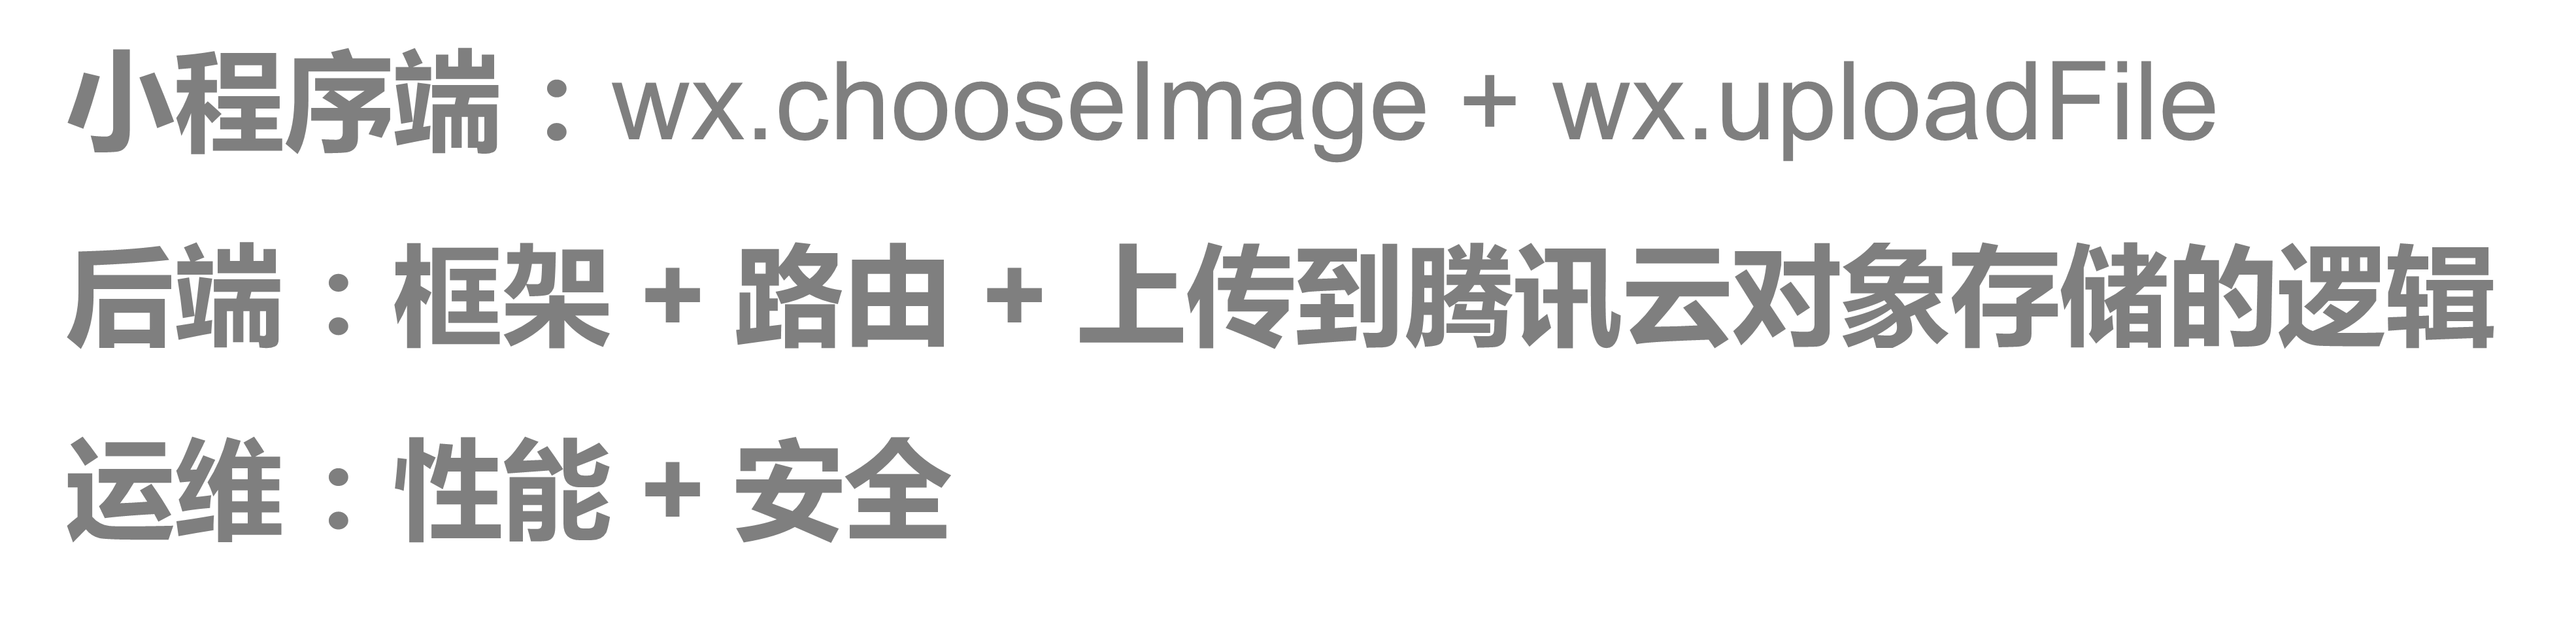 小程序端：wx.chooseImage + wx.uploadFile
后端：框架 + 路由 + 上传到腾讯云对象存储的逻辑
运维：性能 + 安全